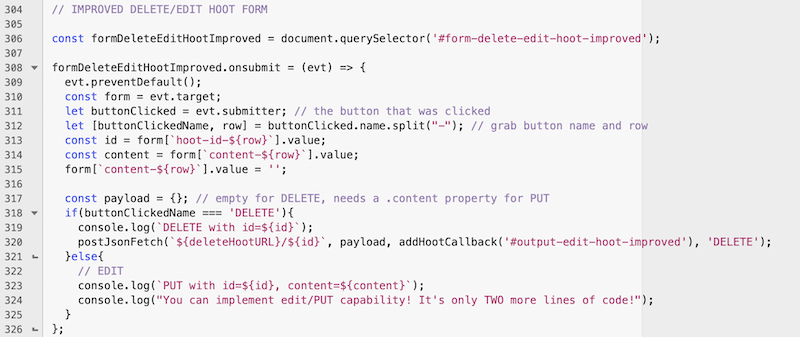 304 // IMPROVED DELETE/EDIT HOOT FORM
305
306 const formDeleteEditHootImproved = document.querySelector('#form-delete-edit-hoot-improved');
307
308 formDeleteEditHootImproved.onsubmit = (evt) => {
309   evt.preventDefault();
310   const form = evt.target;
311   let buttonClicked = evt.submitter; // the button that was clicked
312   let [buttonClickedName, row] = buttonClicked.name.split("-"); // grab button name and row
313   const id = form[`hoot-id-${row}`].value;
314   const content = form[`content-${row}`].value;
315   form[`content-${row}`].value = '';
316
317   const payload = {}; // empty for DELETE, needs a .content property for PUT
318   if(buttonClickedName === 'DELETE'){
319     console.log(`DELETE with id=${id}`);
320     postJsonFetch(`${deleteHootURL}/${id}`, payload, addHootCallback('#output-edit-hoot-improved'), 'DELETE');
321   }else{
322     // EDIT
323     console.log(`PUT with id=${id}, content=${content}`);
324     console.log("You can implement edit/PUT capability! It's only TWO more lines of code!");
325   }
326 };